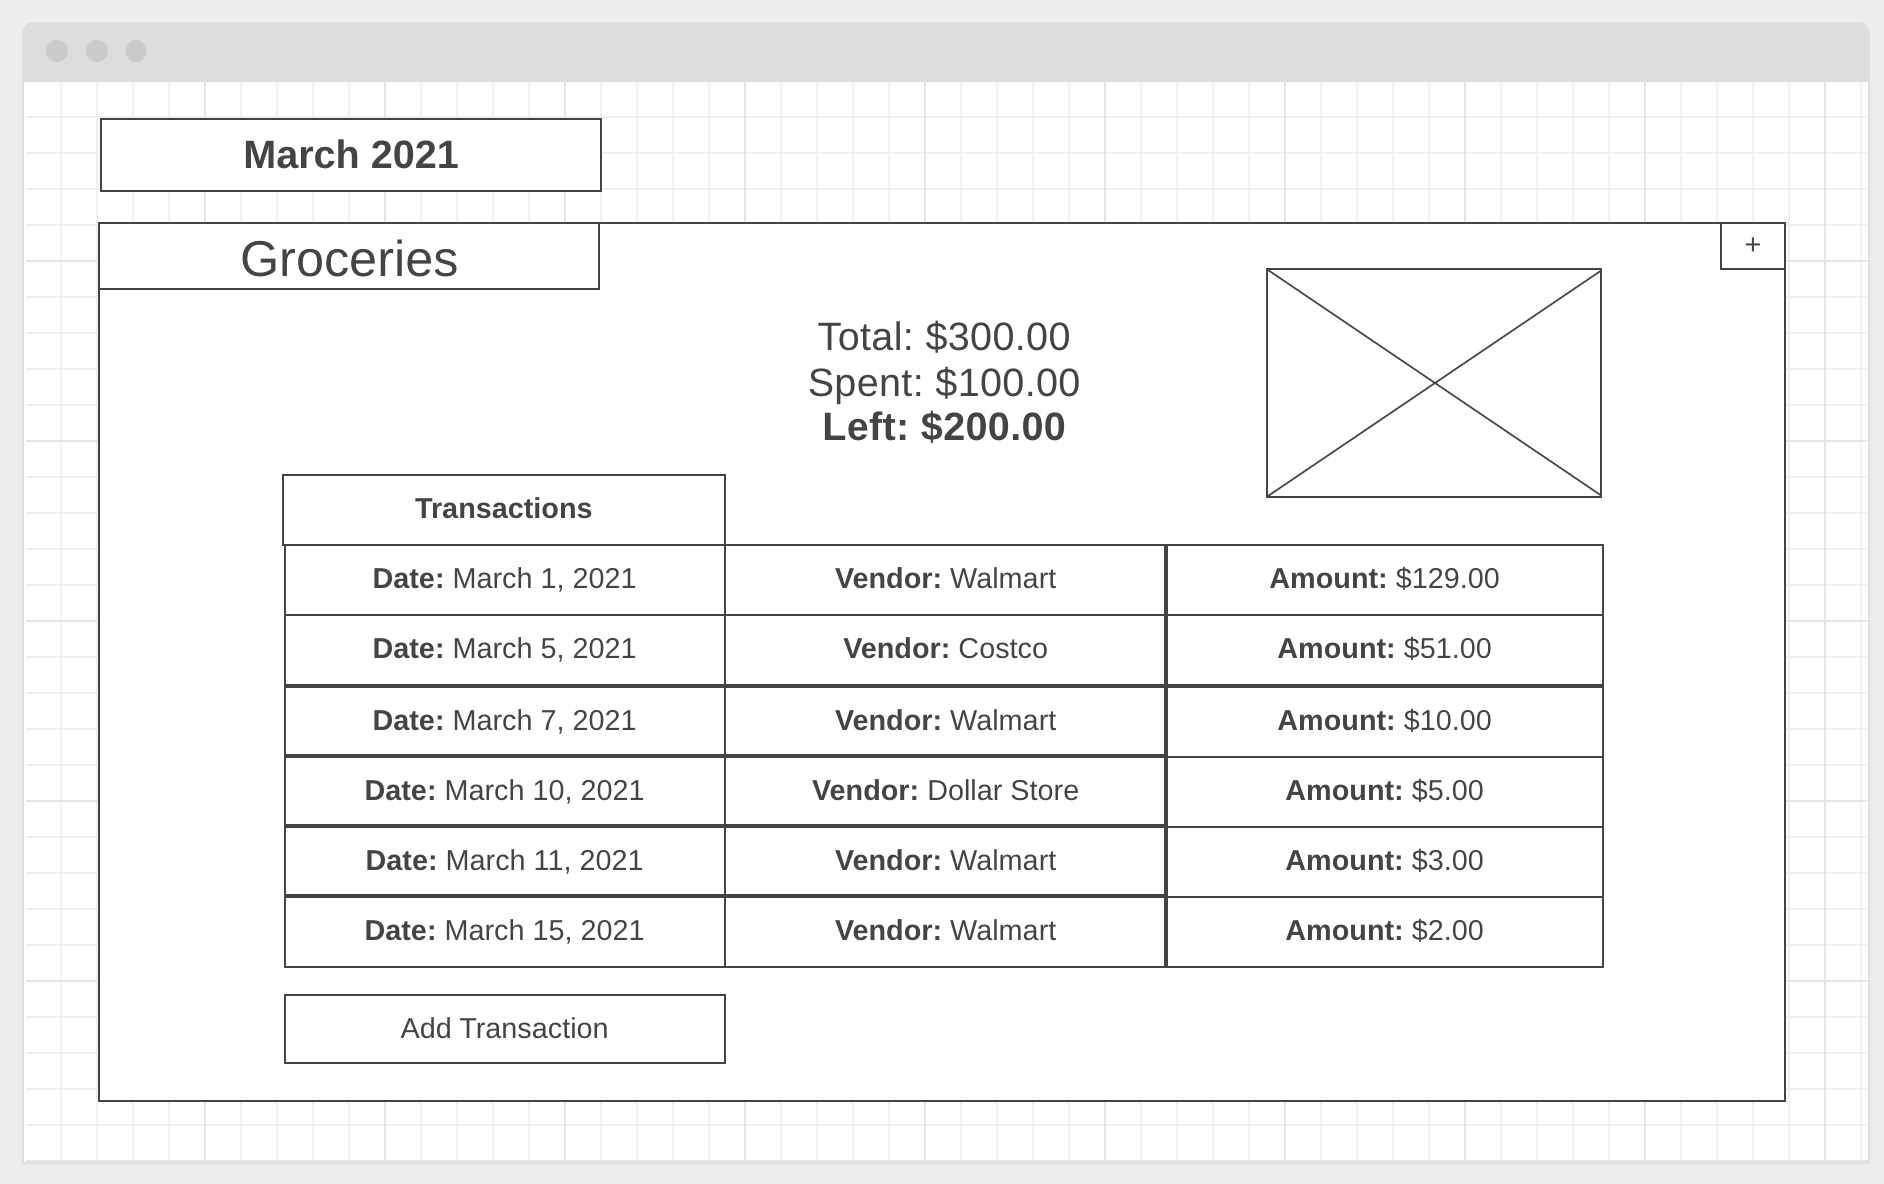 March 2021
Groceries
+
Total: $300.00
Spent: $100.00
Left: $200.00
Transactions
Date: March 1, 2021 Vendor: Walmart Amount: $129.00
Date: March 5, 2021 Vendor: Costco Amount: $51.00
Date: March 7, 2021 Vendor: Walmart Amount: $10.00
Date: March 10, 2021 Vendor: Dollar Store Amount: $5.00
Date: March 11, 2021 Vendor: Walmart Amount: $3.00
Date: March 15, 2021 Vendor: Walmart Amount: $2.00
Add Transaction